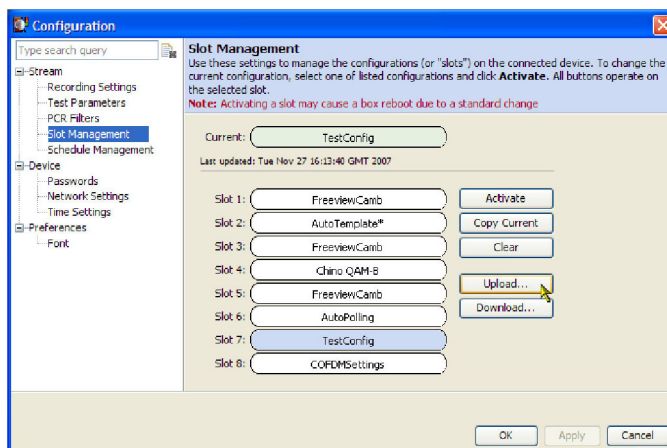 Configuration
Type search query
Stream
Recording Settings
Test Parameters
PCR Filters
Slot Management
Schedule Management
Device
Passwords
Network Settings
Time Settings
Preferences
Font
Slot Management
Use these settings to manage the configurations (or "slots") on the connected device. To change the
current configuration, select one of listed configurations and click Activate. All buttons operate on
the selected slot.
Note: Activating a slot may cause a box reboot due to a standard change
Current: TestConfig
Last updated: Tue Nov 27 16:13:40 GMT 2007
Slot 1: FreeviewCamb Activate
Slot 2: AutoTemplate* Copy Current
Slot 3: FreeviewCamb Clear
Slot 4: Chino QAM-B
Upload...
Slot 5: FreeviewCamb
Download...
Slot 6: AutoPolling
Slot 7: TestConfig
Slot 8: COFDMSettings
OK Apply Cancel